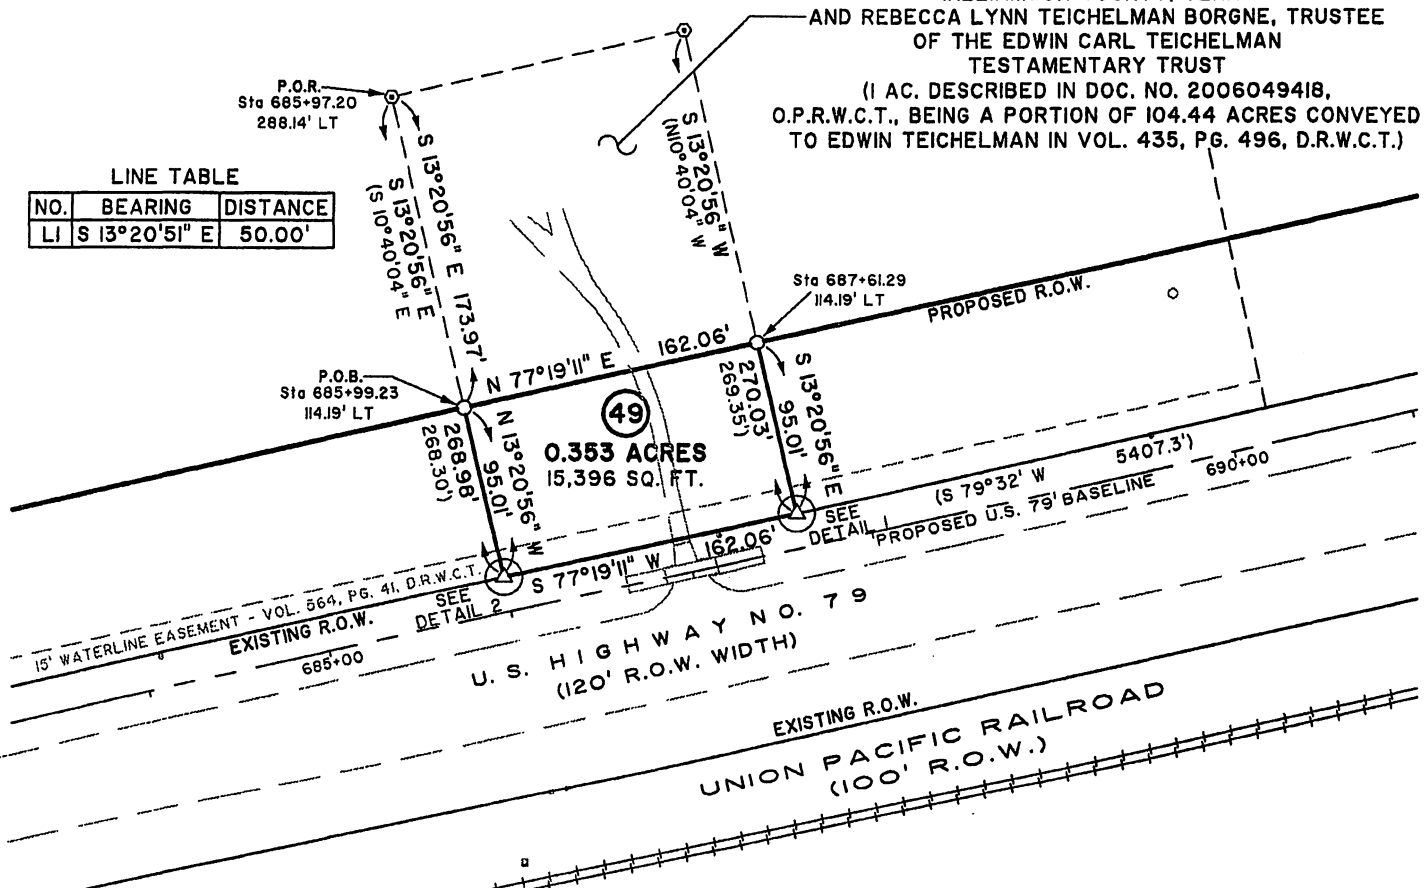 AND REBECCA LYNN TEICHELMAN BORGNE, TRUSTEE
OF THE EDWIN CARL TEICHELMAN
TESTAMENTARY TRUST
(1 AC. DESCRIBED IN DOC. NO. 2006049418,
O.P.R.W.C.T., BEING A PORTION OF 104.44 ACRES CONVEYED
TO EDWIN TEICHELMAN IN VOL. 435, PG. 496, D.R.W.C.T.)
P.O.R.
Sta 685+97.20
288.14' LT
LINE TABLE
NO. BEARING DISTANCE
L1 S 13°20'51" E 50.00'
S 13°20'56" E 173.97'
S 13°20'56" E
(S 10°40'04" E
S 13°20'56" W
(N10°40'04" W
Sta 687+61.29
114.19' LT
PROPOSED R.O.W.
P.O.B.
Sta 685+99.23
114.19' LT
N 77°19'11" E 162.06'
49
0.353 ACRES
15,396 SQ. FT.
N 13°20'56" W
95.01'
268.98'
268.30')
S 13°20'56" E
95.01'
270.03'
269.35')
S 77°19'11" W 162.06'
SEE
DETAIL 1
SEE
DETAIL 2
(S 79°32' W 5407.3')
PROPOSED U.S. 79' BASELINE
690+00
15' WATERLINE EASEMENT - VOL. 564, PG. 41, D.R.W.C.T.
EXISTING R.O.W.
685+00
U.S. HIGHWAY NO. 79
(120' R.O.W. WIDTH)
EXISTING R.O.W.
UNION PACIFIC RAILROAD
(100' R.O.W.)